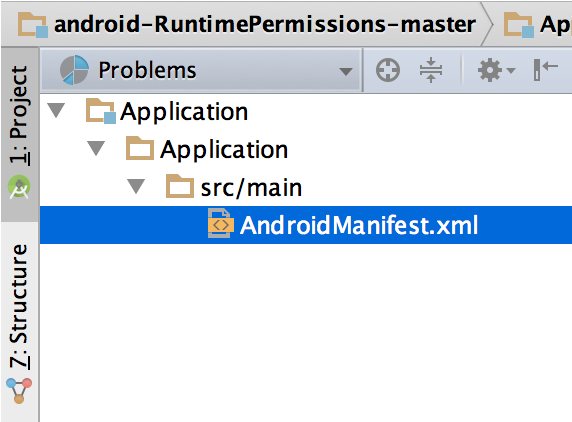 android-RuntimePermissions-master Ap
Problems
1: Project
Application
Application
src/main
AndroidManifest.xml
7: Structure